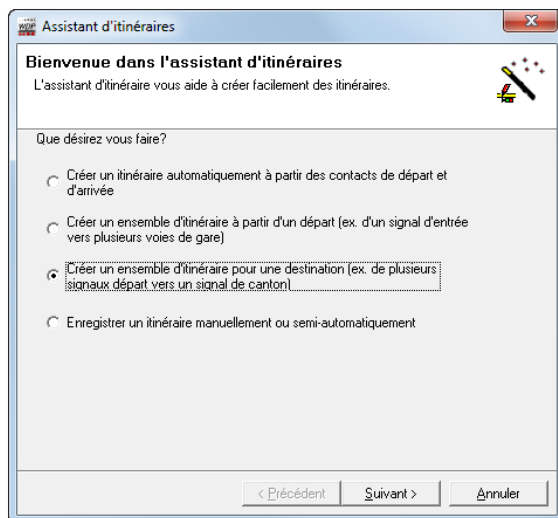 WDP Assistant d'itinéraires
Bienvenue dans l'assistant d'itinéraires
L'assistant d'itinéraire vous aide à créer facilement des itinéraires.
Que désirez vous faire?
Créer un itinéraire automatiquement à partir des contacts de départ et
d'arrivée
Créer un ensemble d'itinéraire à partir d'un départ (ex. d'un signal d'entrée
vers plusieurs voies de gare)
Créer un ensemble d'itinéraire pour une destination (ex. de plusieurs
signaux départ vers un signal de canton)
Enregistrer un itinéraire manuellement ou semi-automatiquement
< Précédent Suivant > Annuler